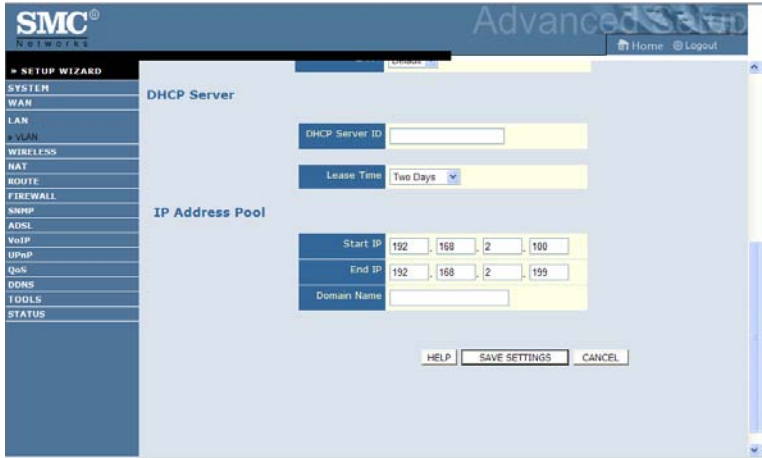 SMC®
Networks
Advanced Setup
Home Logout
» SETUP WIZARD
SYSTEM
WAN
LAN
» VLAN
WIRELESS
NAT
ROUTE
FIREWALL
SNMP
ADSL
VoIP
UPnP
QoS
DDNS
TOOLS
STATUS
Default
DHCP Server
DHCP Server ID
Lease Time Two Days
IP Address Pool
Start IP 192 . 168 . 2 . 100
End IP 192 . 168 . 2 . 199
Domain Name
HELP SAVE SETTINGS CANCEL